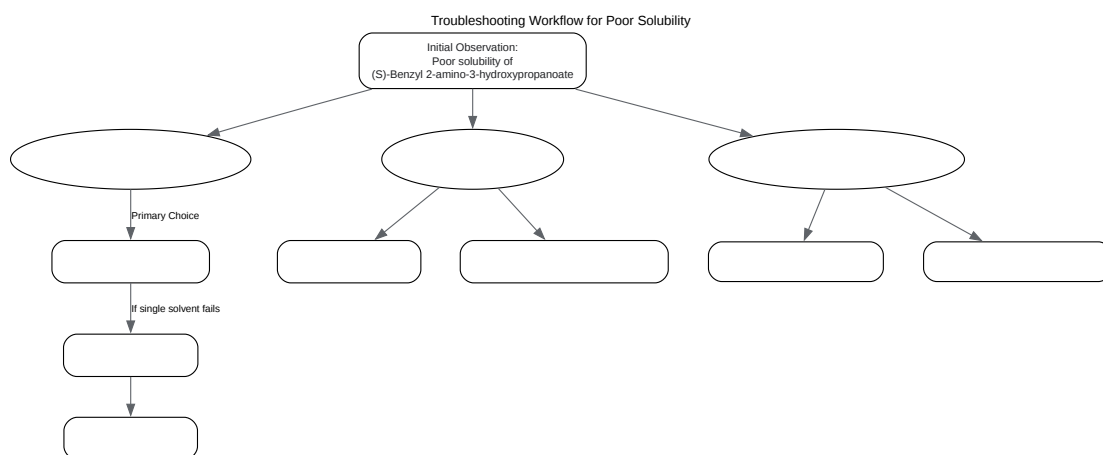 Troubleshooting Workflow for Poor Solubility
Initial Observation:
Poor solubility of
(S)-Benzyl 2-amino-3-hydroxypropanoate
Primary Choice
If single solvent fails